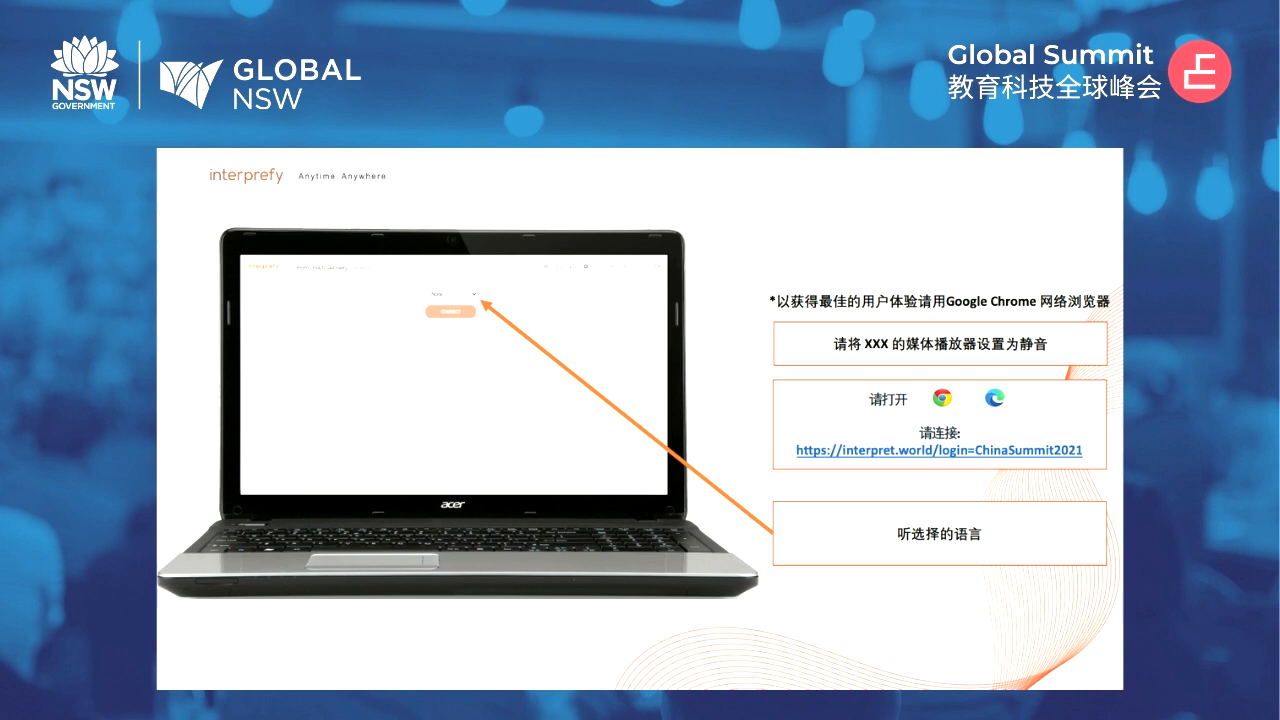 NSW
GOVERNMENT
GLOBAL
NSW
Global Summit
教育科技全球峰会
interprefy Anytime. Anywhere.
acer
*以获得最佳的用户体验请用Google Chrome 网络浏览器
请将 XXX 的媒体播放器设置为静音
请打开
请连接:
https://interpret.world/login=ChinaSummit2021
听选择的语言